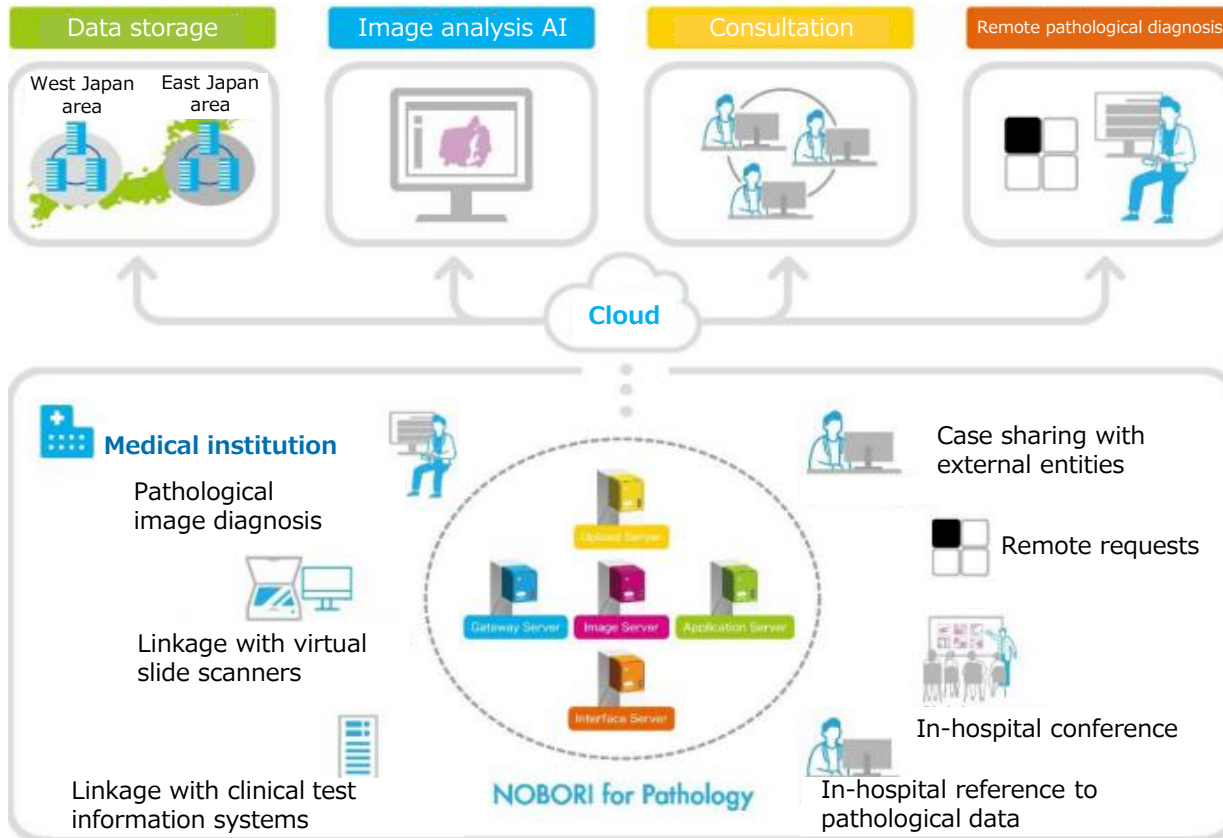 Data storage
Image analysis AI
Consultation
Remote pathological diagnosis
West Japan
area
East Japan
area
Cloud
Medical institution
Pathological
image diagnosis
Linkage with virtual
slide scanners
Linkage with clinical test
information systems
Upload Server
Gateway Server
Image Server
Application Server
Interface Server
NOBORI for Pathology
Case sharing with
external entities
Remote requests
In-hospital conference
In-hospital reference to
pathological data